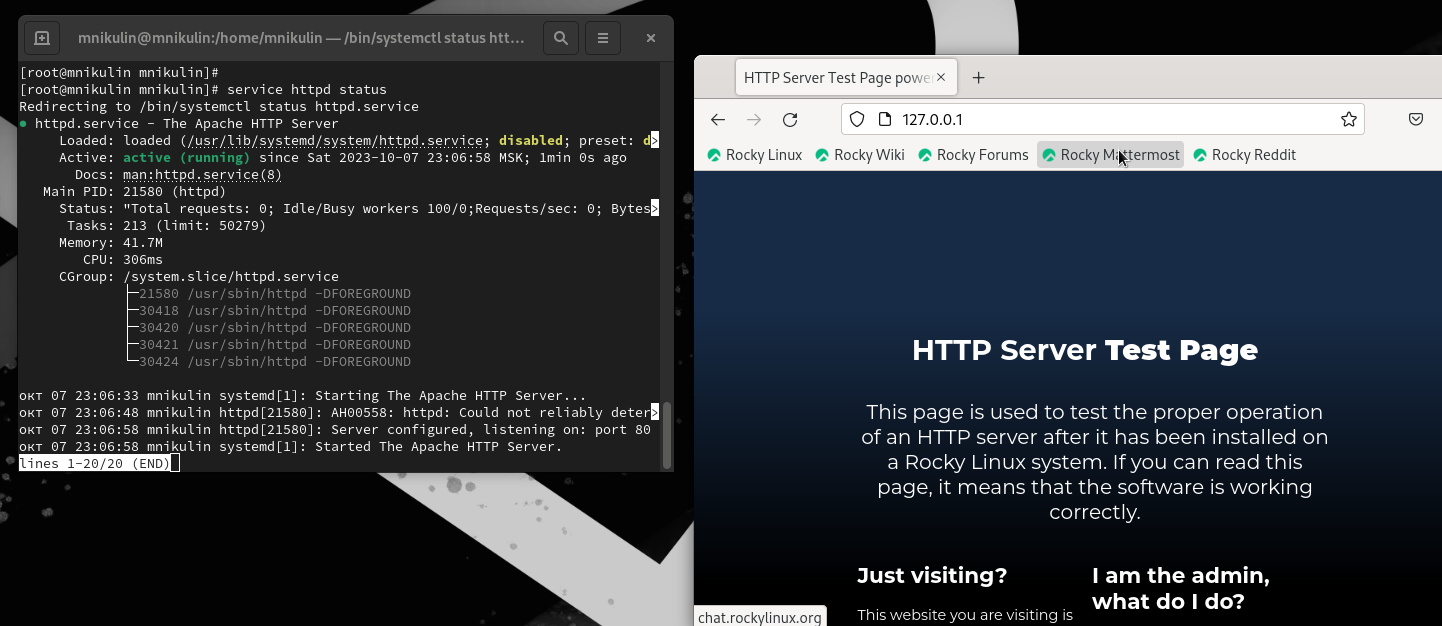 mnikulin@mnikulin:/home/mnikulin — /bin/systemctl status htt...
[root@mnikulin mnikulin]#
[root@mnikulin mnikulin]# service httpd status
Redirecting to /bin/systemctl status httpd.service
● httpd.service - The Apache HTTP Server
Loaded: loaded (/usr/lib/systemd/system/httpd.service; disabled; preset: d>
Active: active (running) since Sat 2023-10-07 23:06:58 MSK; 1min 0s ago
Docs: man:httpd.service(8)
Main PID: 21580 (httpd)
Status: "Total requests: 0; Idle/Busy workers 100/0;Requests/sec: 0; Bytes>
Tasks: 213 (limit: 50279)
Memory: 41.7M
CPU: 306ms
CGroup: /system.slice/httpd.service
├─21580 /usr/sbin/httpd -DFOREGROUND
├─30418 /usr/sbin/httpd -DFOREGROUND
├─30420 /usr/sbin/httpd -DFOREGROUND
├─30421 /usr/sbin/httpd -DFOREGROUND
└─30424 /usr/sbin/httpd -DFOREGROUND
окт 07 23:06:33 mnikulin systemd[1]: Starting The Apache HTTP Server...
окт 07 23:06:48 mnikulin httpd[21580]: AH00558: httpd: Could not reliably deter>
окт 07 23:06:58 mnikulin httpd[21580]: Server configured, listening on: port 80
окт 07 23:06:58 mnikulin systemd[1]: Started The Apache HTTP Server.
lines 1-20/20 (END)
HTTP Server Test Page powe
127.0.0.1
Rocky Linux Rocky Wiki Rocky Forums Rocky Mattermost Rocky Reddit
HTTP Server Test Page
This page is used to test the proper operation
of an HTTP server after it has been installed on
a Rocky Linux system. If you can read this
page, it means that the software is working
correctly.
Just visiting?
This website you are visiting is
I am the admin,
what do I do?
chat.rockylinux.org